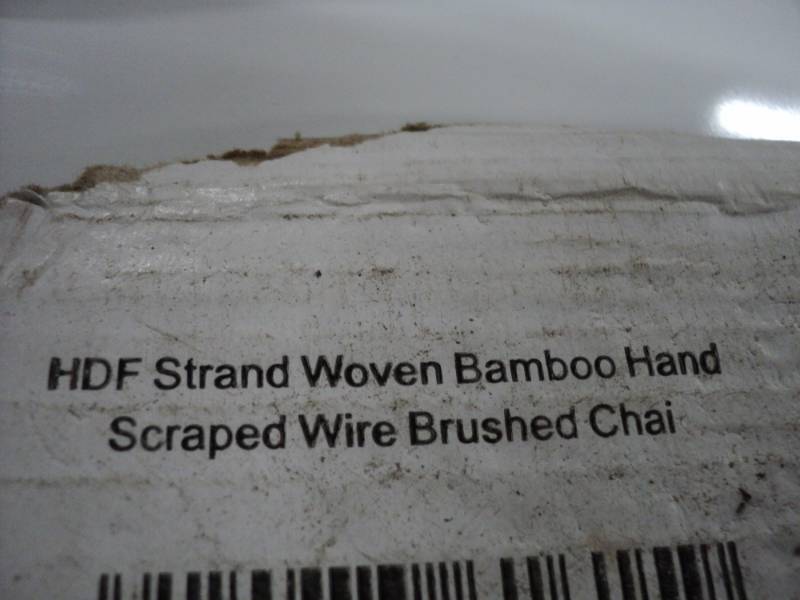 HDF Strand Woven Bamboo Hand
Scraped Wire Brushed Chai